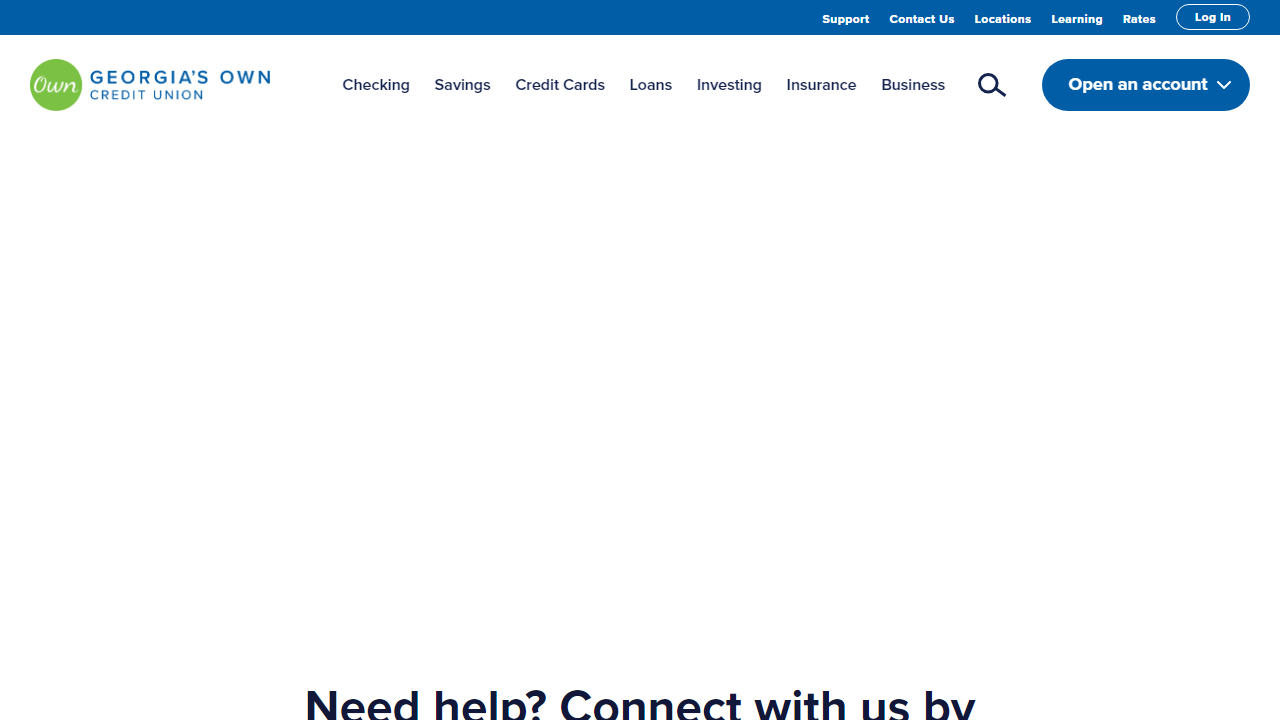 Support Contact Us Locations Learning Rates Log In
Own GEORGIA'S OWN
CREDIT UNION
Checking Savings Credit Cards Loans Investing Insurance Business
Open an account
Need help? Connect with us by